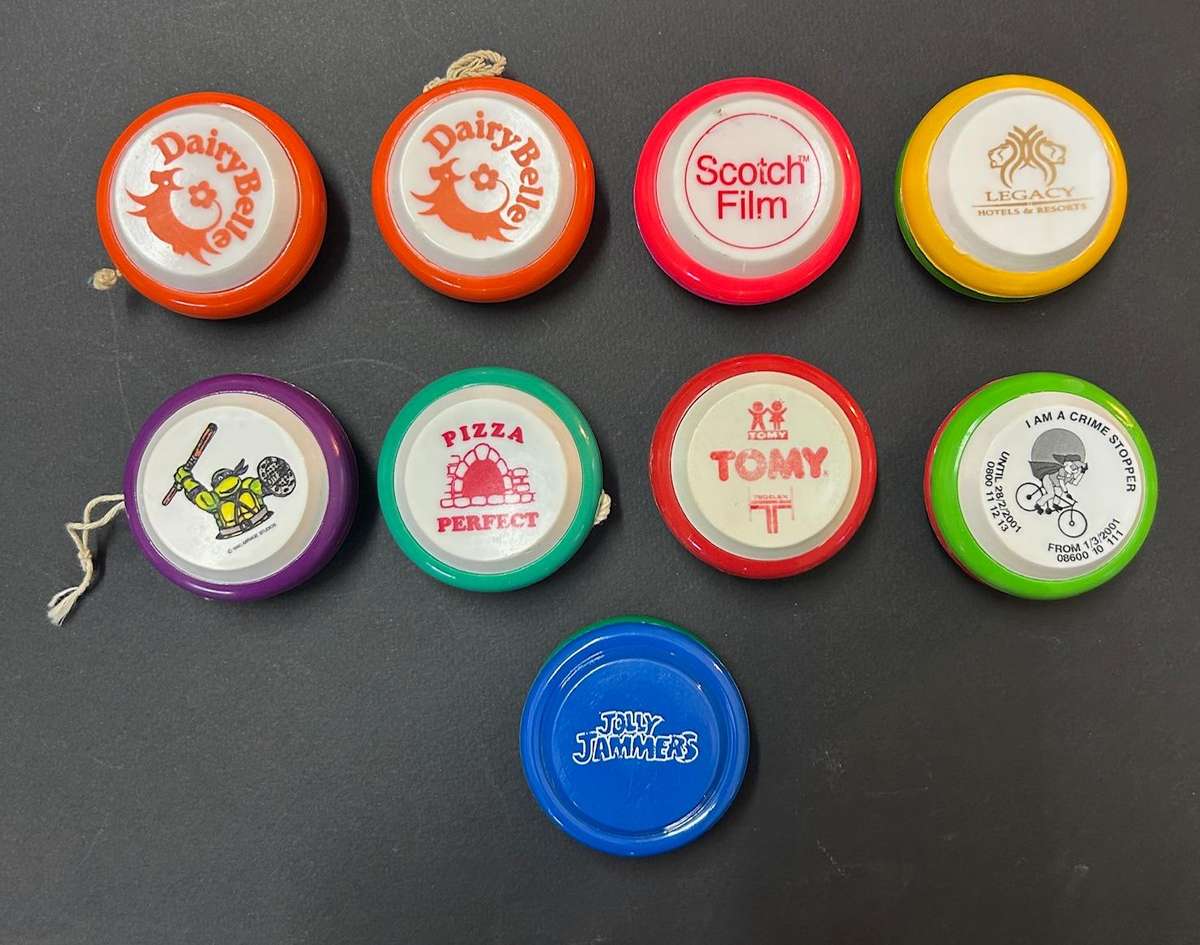 DairyBelle
DairyBelle
Scotch™
Film
LEGACY
HOTELS & RESORTS
PIZZA
PERFECT
TOMY
TOMY
I AM A CRIME STOPPER
UNTIL 28/2/2001
0800 11 12 13
FROM 1/3/2001
08600 10 111
JOLLY
JAMMERS